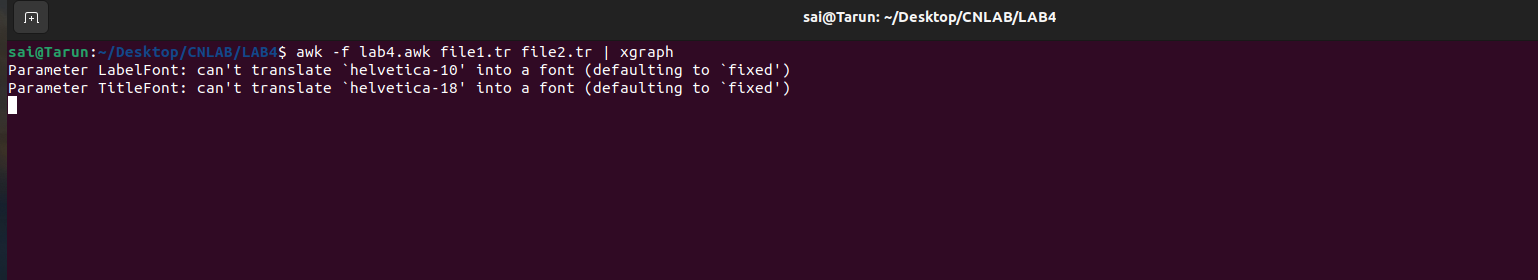 sai@Tarun: ~/Desktop/CNLAB/LAB4
sai@Tarun:~/Desktop/CNLAB/LAB4$ awk -f lab4.awk file1.tr file2.tr | xgraph
Parameter LabelFont: can't translate `helvetica-10' into a font (defaulting to `fixed')
Parameter TitleFont: can't translate `helvetica-18' into a font (defaulting to `fixed')